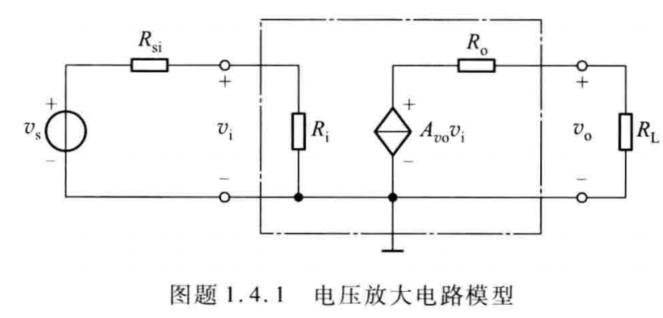 R_si
R_o
+
+
+
+
v_s
v_i
R_i
A_vo v_i
v_o
R_L
−
−
−
−
图题 1.4.1 电压放大电路模型